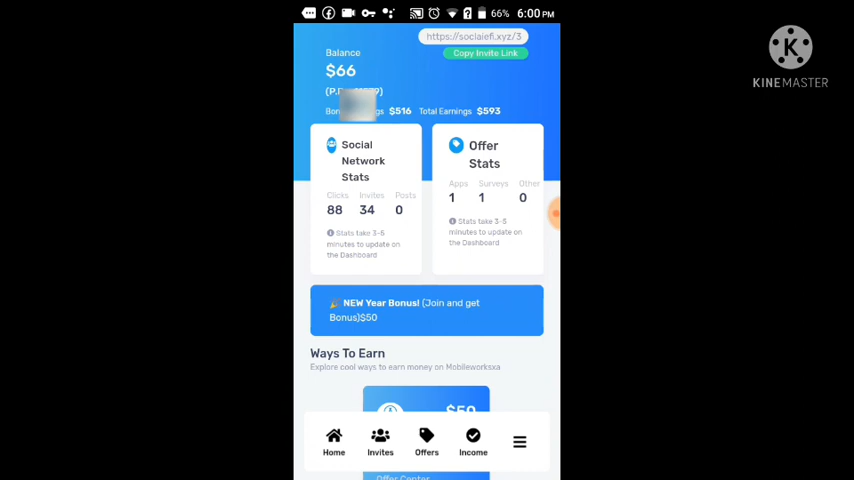 66% 6:00 PM
https://soclaiefi.xyz/3
Copy Invite Link
Balance
$66
$516 Total Earnings $593
Social
Network
Stats
Clicks Invites Posts
88 34 0
Stats take 3-5
minutes to update on
the Dashboard
Offer
Stats
Apps Surveys Other
1 1 0
Stats take 3-5
minutes to update on
the Dashboard
NEW Year Bonus! (Join and get
Bonus)$50
Ways To Earn
Explore cool ways to earn money on Mobileworksxa
$50
Home Invites Offers Income
Offer Center
K
KINEMASTER